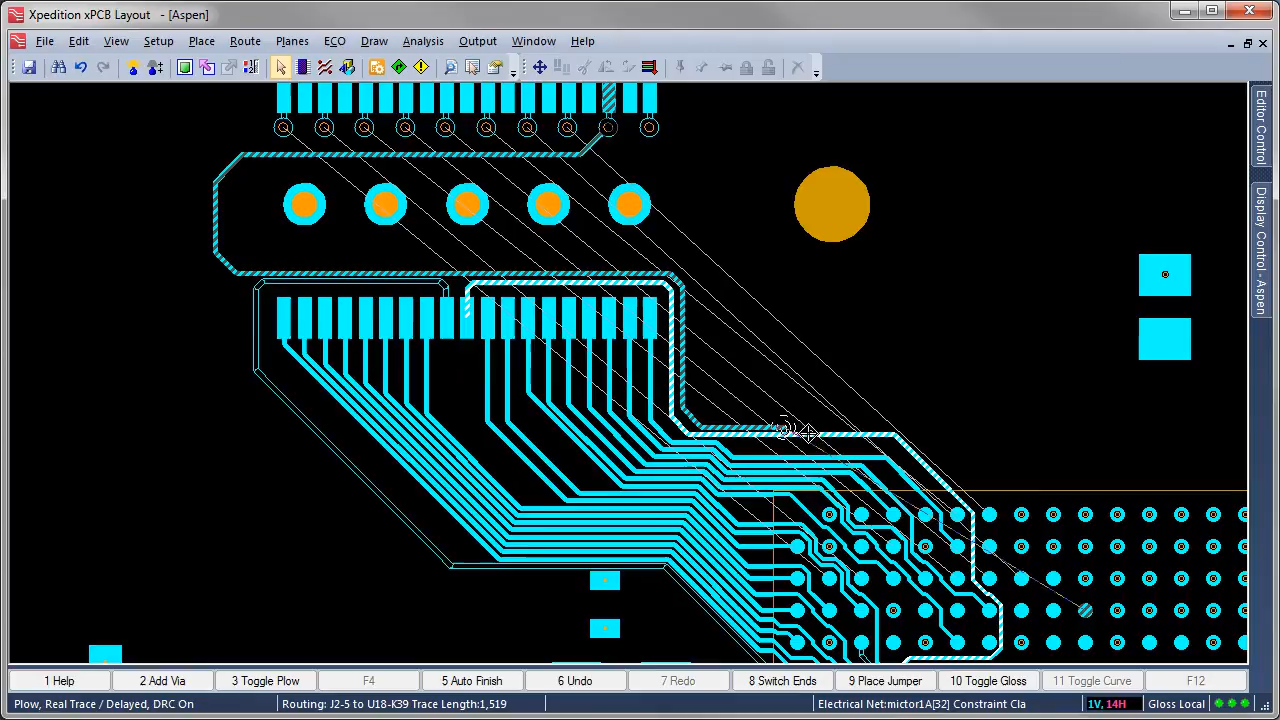 Xpedition xPCB Layout - [Aspen]
File Edit View Setup Place Route Planes ECO Draw Analysis Output Window Help
Editor Control
Display Control - Aspen
1 Help 2 Add Via 3 Toggle Plow F4 5 Auto Finish 6 Undo 7 Redo 8 Switch Ends 9 Place Jumper 10 Toggle Gloss 11 Toggle Curve F12
Plow, Real Trace / Delayed, DRC On Routing: J2-5 to U18-K39 Trace Length:1,519 Electrical Net:mictor1A[32] Constraint Cla 1V, 14H Gloss Local